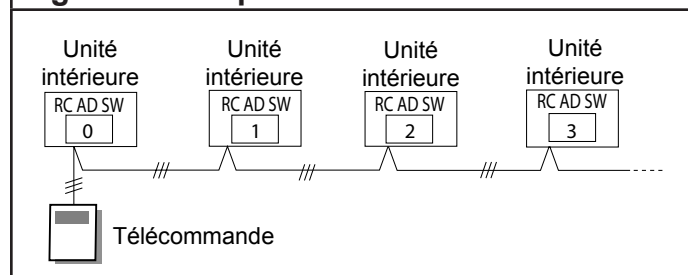 Unité intérieure
Unité intérieure
Unité intérieure
Unité intérieure
RC AD SW
0
RC AD SW
1
RC AD SW
2
RC AD SW
3
Télécommande